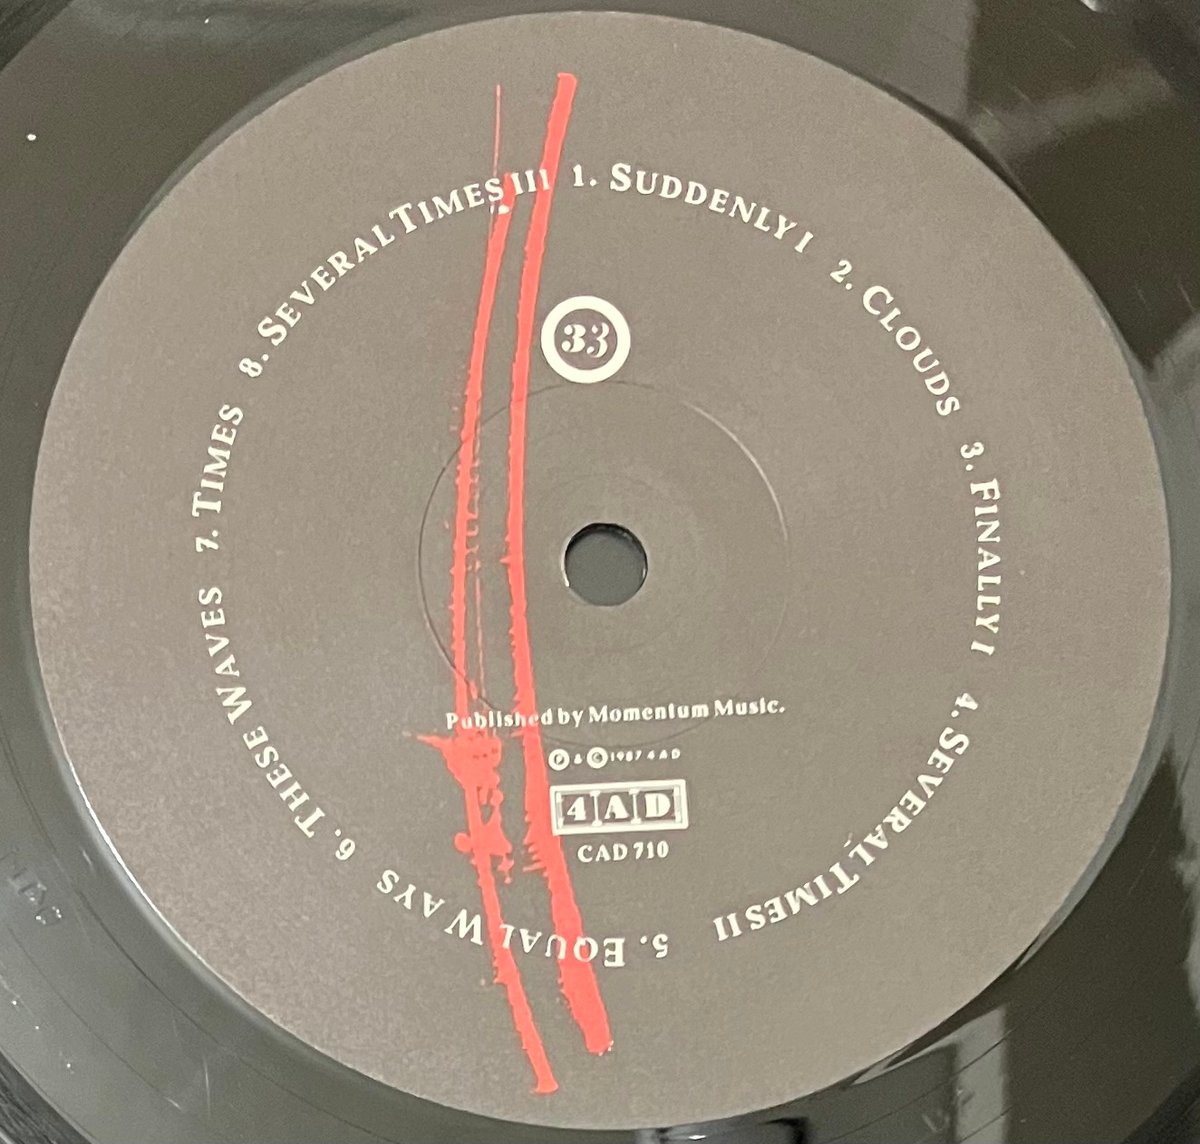 1. SUDDENLY I
2. CLOUDS
3. FINALLY I
4. SEVERAL TIMES II
5. EQUAL WAYS
6. THESE WAVES
7. TIMES
8. SEVERAL TIMES III
33
Published by Momentum Music.
℗ & © 1987 4 A D
4AD
CAD 710